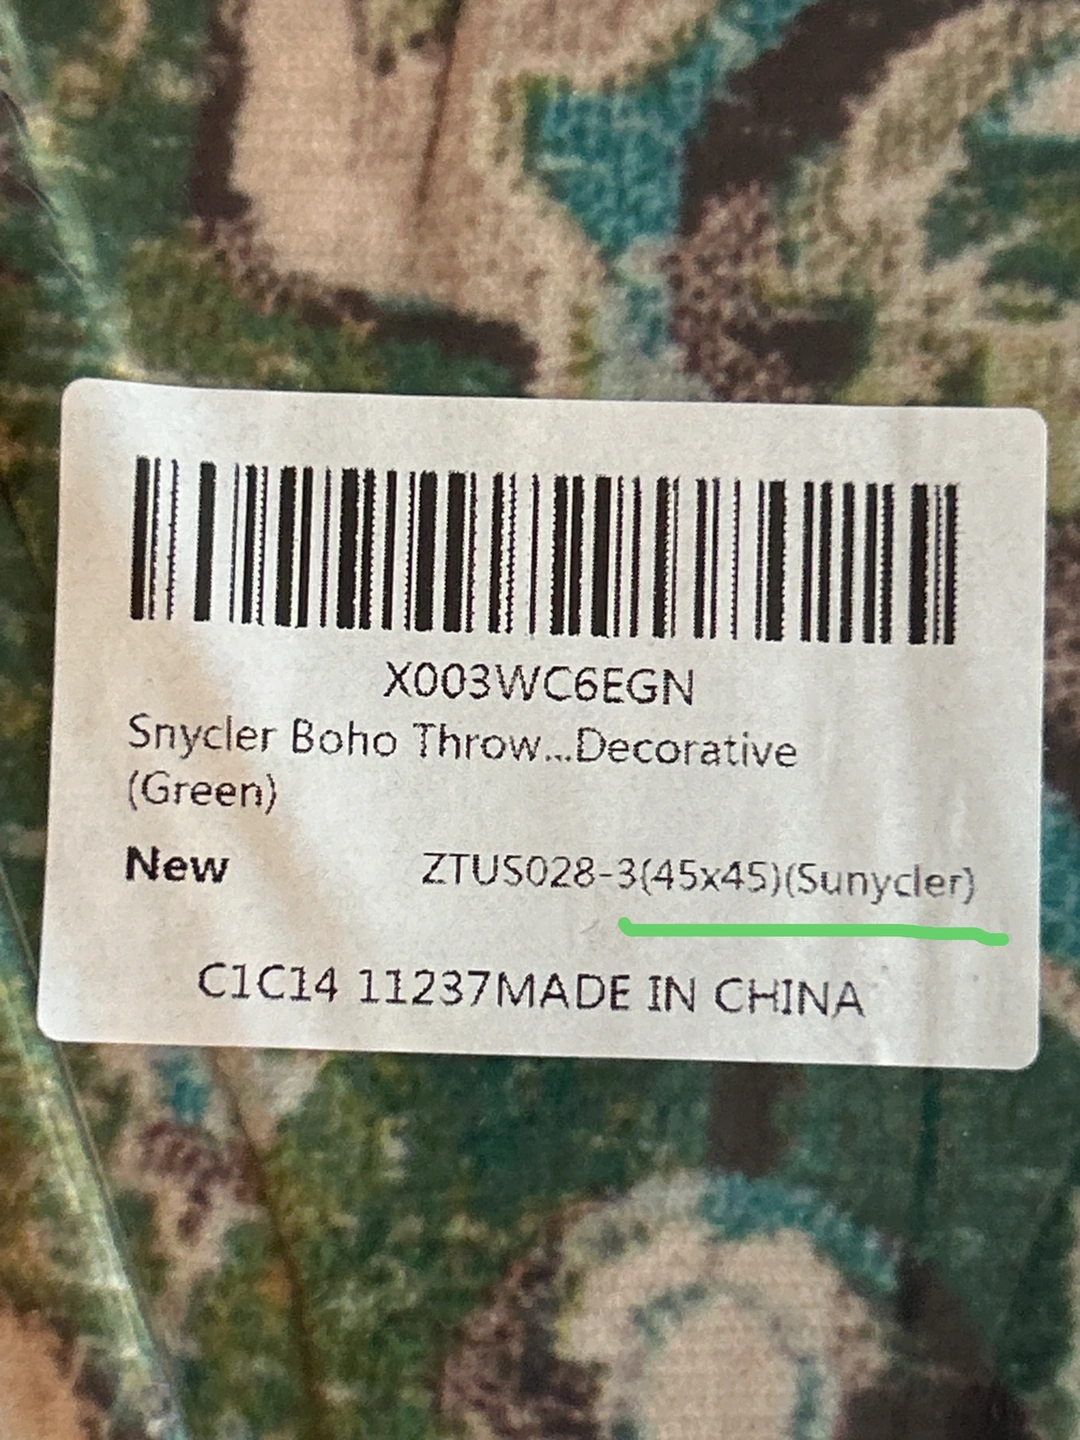 X003WC6EGN
Snycler Boho Throw...Decorative
(Green)
New ZTUS028-3(45x45)(Sunycler)
C1C14 11237MADE IN CHINA